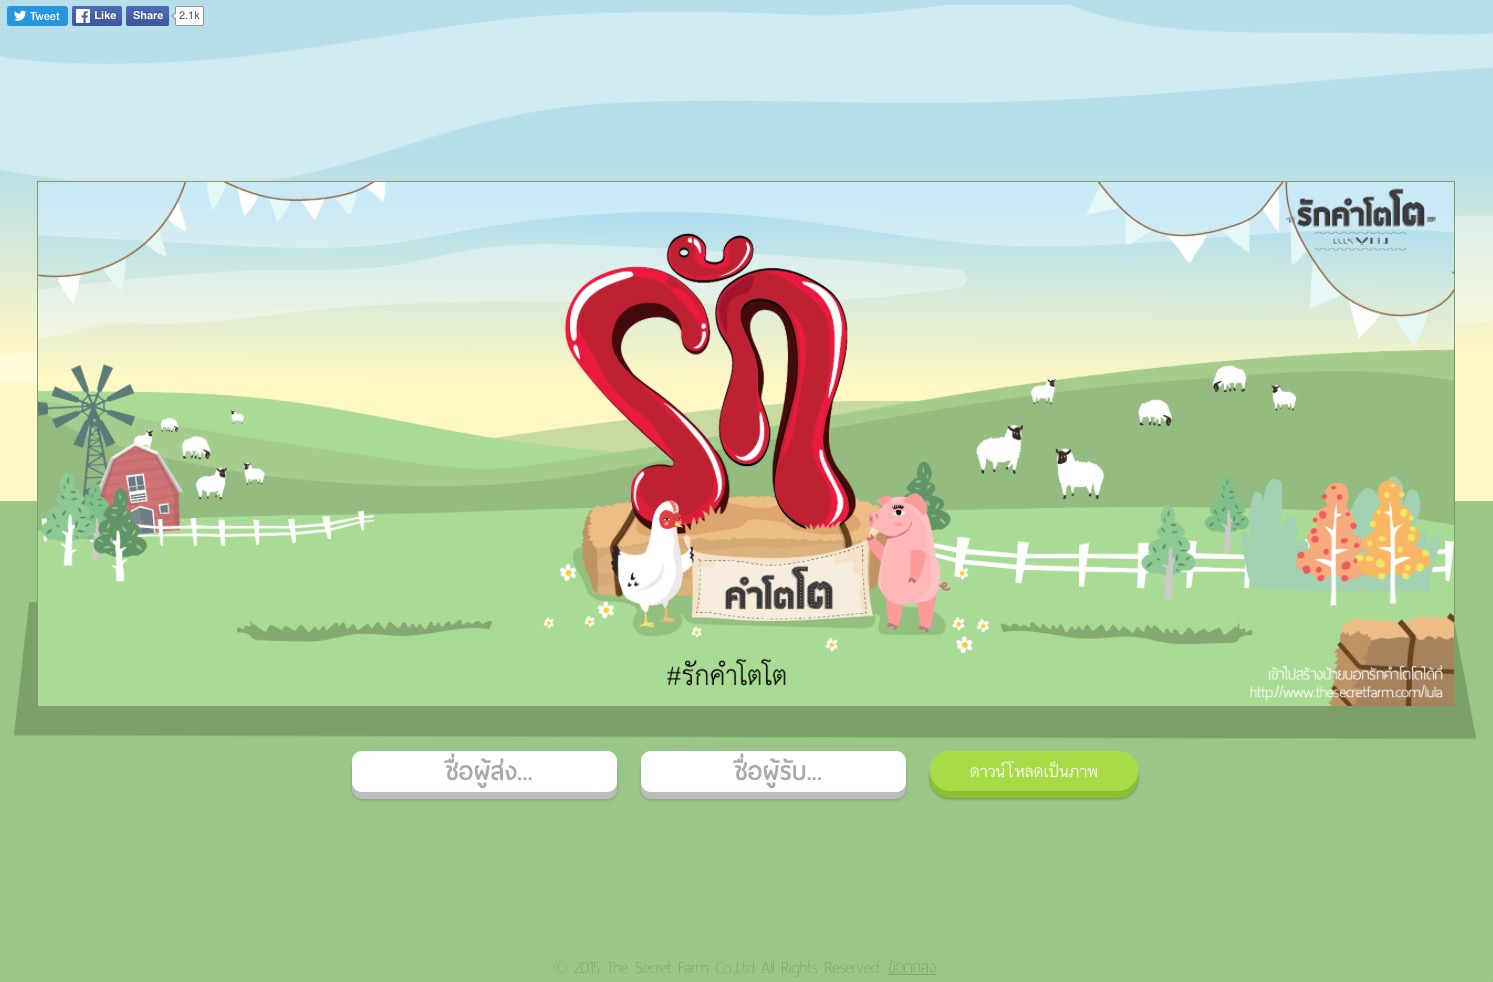 Tweet
Like
Share
2.1k
รักคำโตโต
รัก
คำโตโต
#รักคำโตโต
เข้าไปสร้างป้ายบอกรักคำโตโตได้ที่
http://www.thesecretfarm.com/lula
ชื่อผู้ส่ง...
ชื่อผู้รับ...
ดาวน์โหลดเป็นภาพ
© 2015 The Secret Farm Co.,Ltd All Rights Reserved. ข้อตกลง